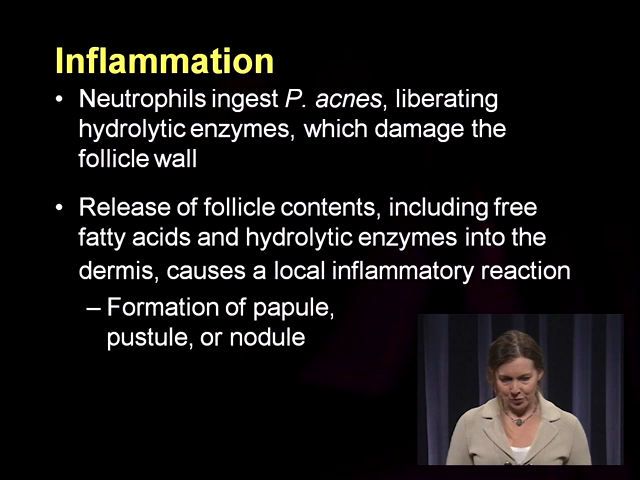 Inflammation
• Neutrophils ingest P. acnes, liberating
hydrolytic enzymes, which damage the
follicle wall
• Release of follicle contents, including free
fatty acids and hydrolytic enzymes into the
dermis, causes a local inflammatory reaction
– Formation of papule,
pustule, or nodule